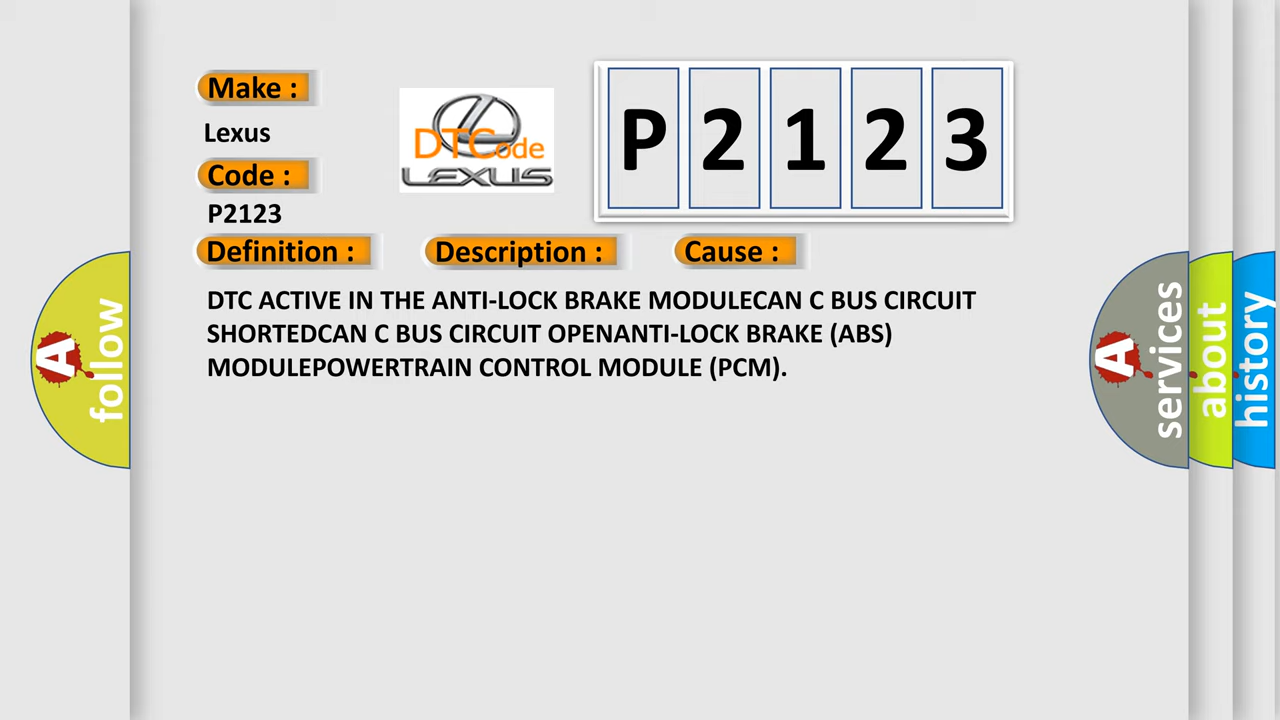 Make :
Lexus
Code :
P2123
DTCode
LEXUS
P 2 1 2 3
Definition :
Description :
Cause :
DTC ACTIVE IN THE ANTI-LOCK BRAKE MODULECAN C BUS CIRCUIT
SHORTEDCAN C BUS CIRCUIT OPENANTI-LOCK BRAKE (ABS)
MODULEPOWERTRAIN CONTROL MODULE (PCM).
A
follow
A
services
about
history